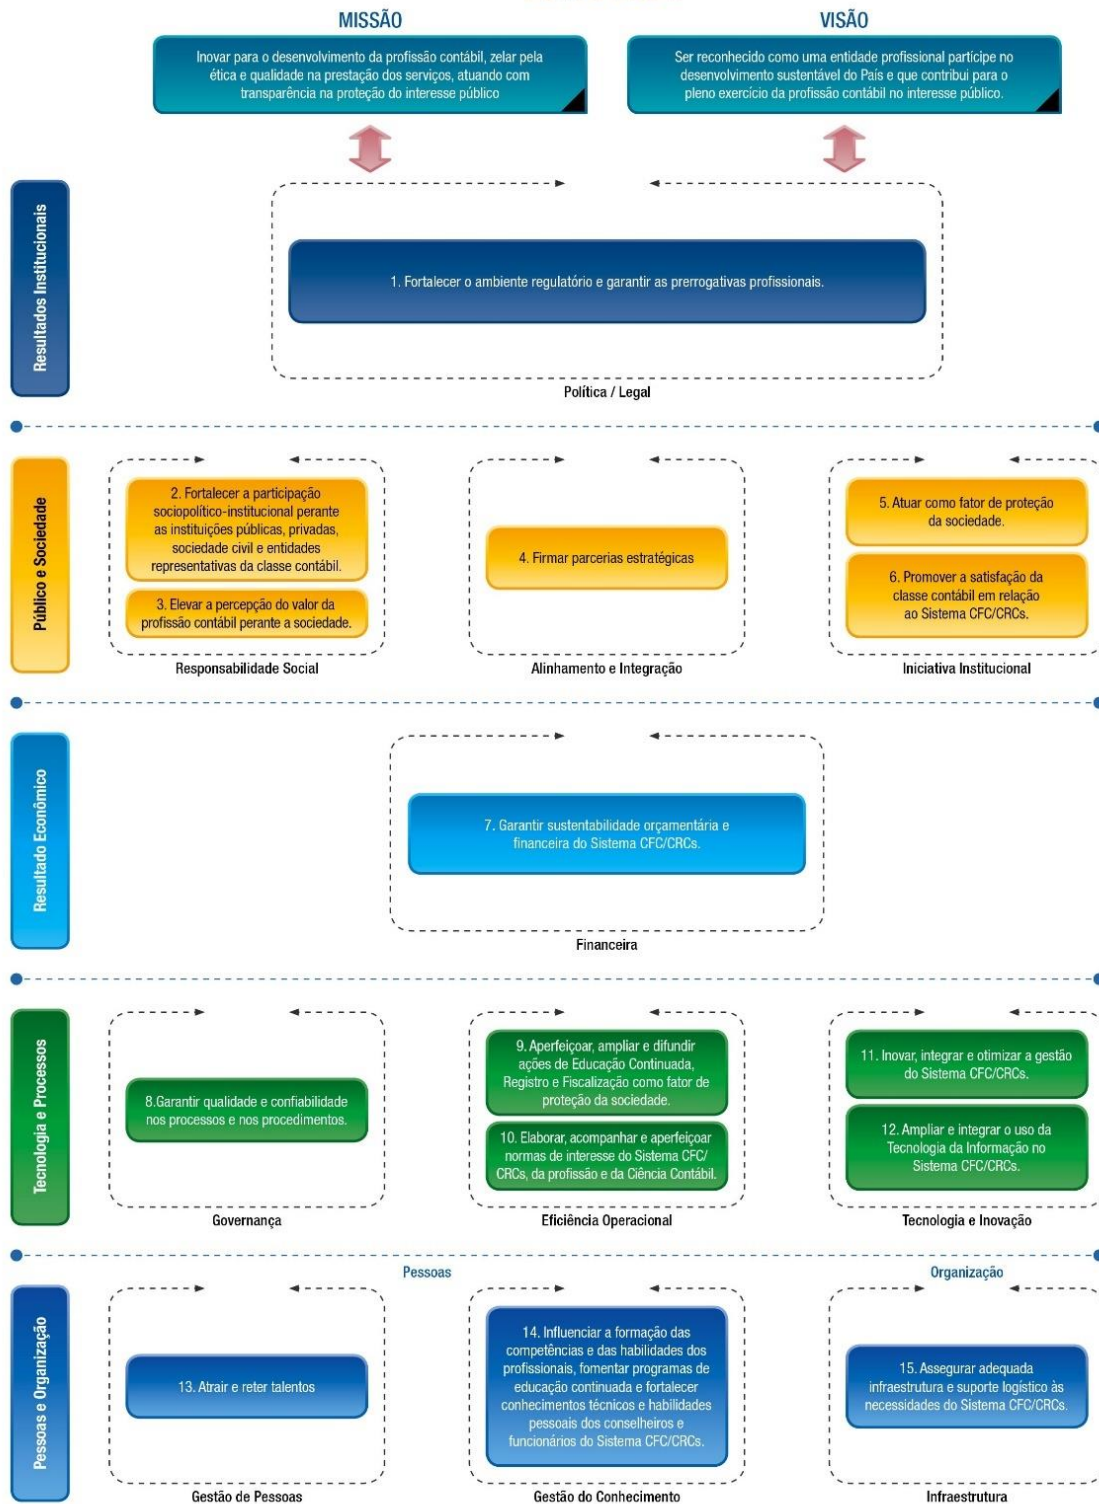 MISSÃO
Inovar para o desenvolvimento da profissão contábil, zelar pela
ética e qualidade na prestação dos serviços, atuando com
transparência na proteção do interesse público
VISÃO
Ser reconhecido como uma entidade profissional partícipe no
desenvolvimento sustentável do País e que contribui para o
pleno exercício da profissão contábil no interesse público.
Resultados Institucionais
1. Fortalecer o ambiente regulatório e garantir as prerrogativas profissionais.
Política / Legal
Público e Sociedade
2. Fortalecer a participação
sociopolítico-institucional perante
as instituições públicas, privadas,
sociedade civil e entidades
representativas da classe contábil.
3. Elevar a percepção do valor da
profissão contábil perante a sociedade.
Responsabilidade Social
4. Firmar parcerias estratégicas
Alinhamento e Integração
5. Atuar como fator de proteção
da sociedade.
6. Promover a satisfação da
classe contábil em relação
ao Sistema CFC/CRCs.
Iniciativa Institucional
Resultado Econômico
7. Garantir sustentabilidade orçamentária e
financeira do Sistema CFC/CRCs.
Financeira
Tecnologia e Processos
8.Garantir qualidade e confiabilidade
nos processos e nos procedimentos.
Governança
9. Aperfeiçoar, ampliar e difundir
ações de Educação Continuada,
Registro e Fiscalização como fator de
proteção da sociedade.
10. Elaborar, acompanhar e aperfeiçoar
normas de interesse do Sistema CFC/
CRCs, da profissão e da Ciência Contábil.
Eficiência Operacional
11. Inovar, integrar e otimizar a gestão
do Sistema CFC/CRCs.
12. Ampliar e integrar o uso da
Tecnologia da Informação no
Sistema CFC/CRCs.
Tecnologia e Inovação
Pessoas e Organização
Pessoas
13. Atrair e reter talentos
Gestão de Pessoas
14. Influenciar a formação das
competências e das habilidades dos
profissionais, fomentar programas de
educação continuada e fortalecer
conhecimentos técnicos e habilidades
pessoais dos conselheiros e
funcionários do Sistema CFC/CRCs.
Gestão do Conhecimento
Organização
15. Assegurar adequada
infraestrutura e suporte logístico às
necessidades do Sistema CFC/CRCs.
Infraestrutura